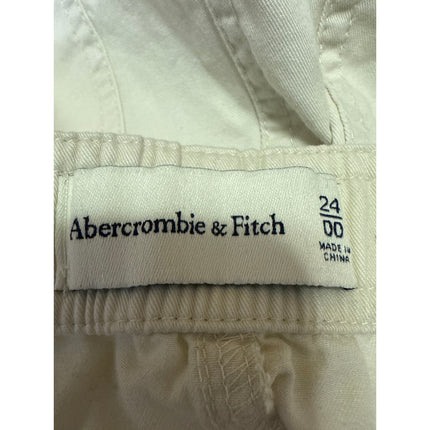 Abercrombie & Fitch
24
00
MADE IN
CHINA